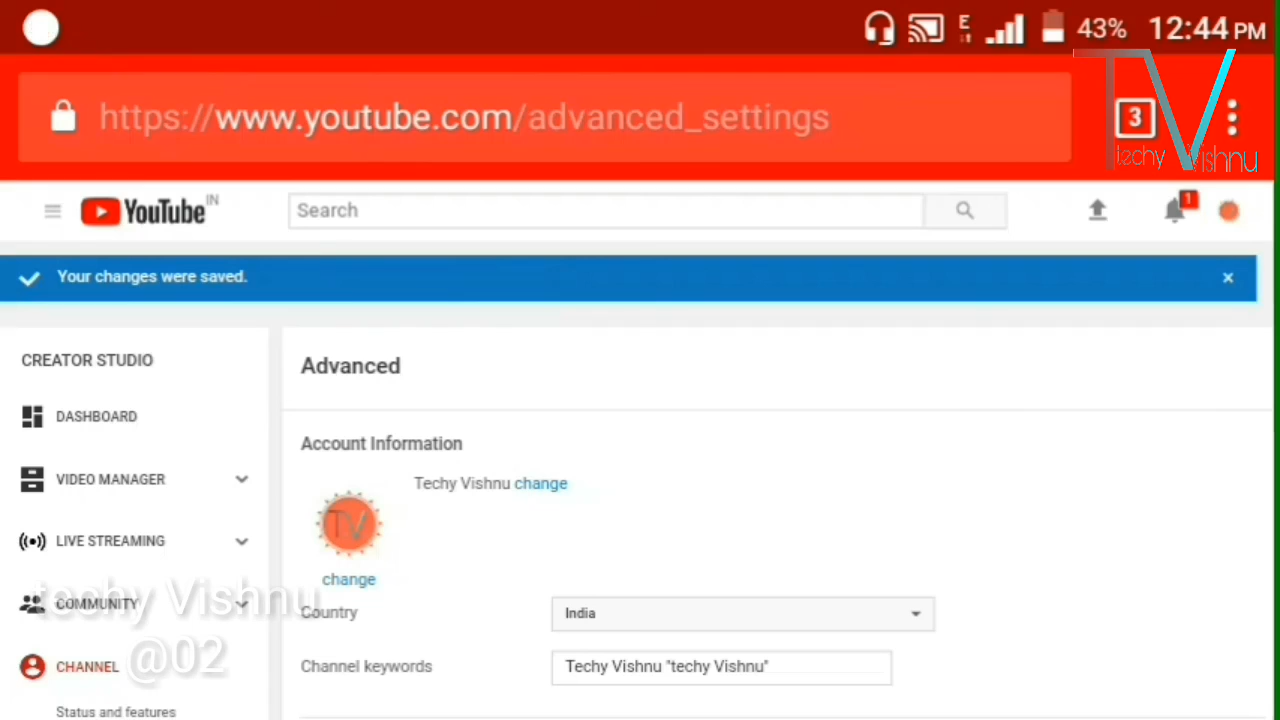 43% 12:44 PM
https://www.youtube.com/advanced_settings
3
TV
Techy Vishnu
YouTube IN
Search
1
Your changes were saved.
×
CREATOR STUDIO
Advanced
DASHBOARD
Account Information
VIDEO MANAGER
Techy Vishnu change
TV
LIVE STREAMING
change
COMMUNITY
techy Vishnu
@02
Country
India
CHANNEL
Channel keywords
Techy Vishnu "techy Vishnu"
Status and features